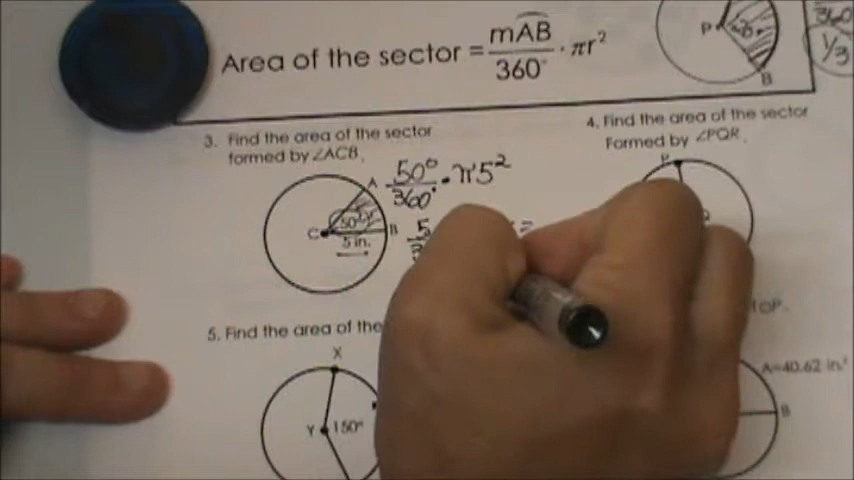 Area of the sector = mAB/360° · πr²
P
B
360
1/3
3. Find the area of the sector
formed by ∠ACB.
4. Find the area of the sector
Formed by ∠PQR.
A
50°/360° · π5²
50°
C
B
5 in.
5
=
P
5. Find the area of the
X
Y 150°
A=40.62 in²
B